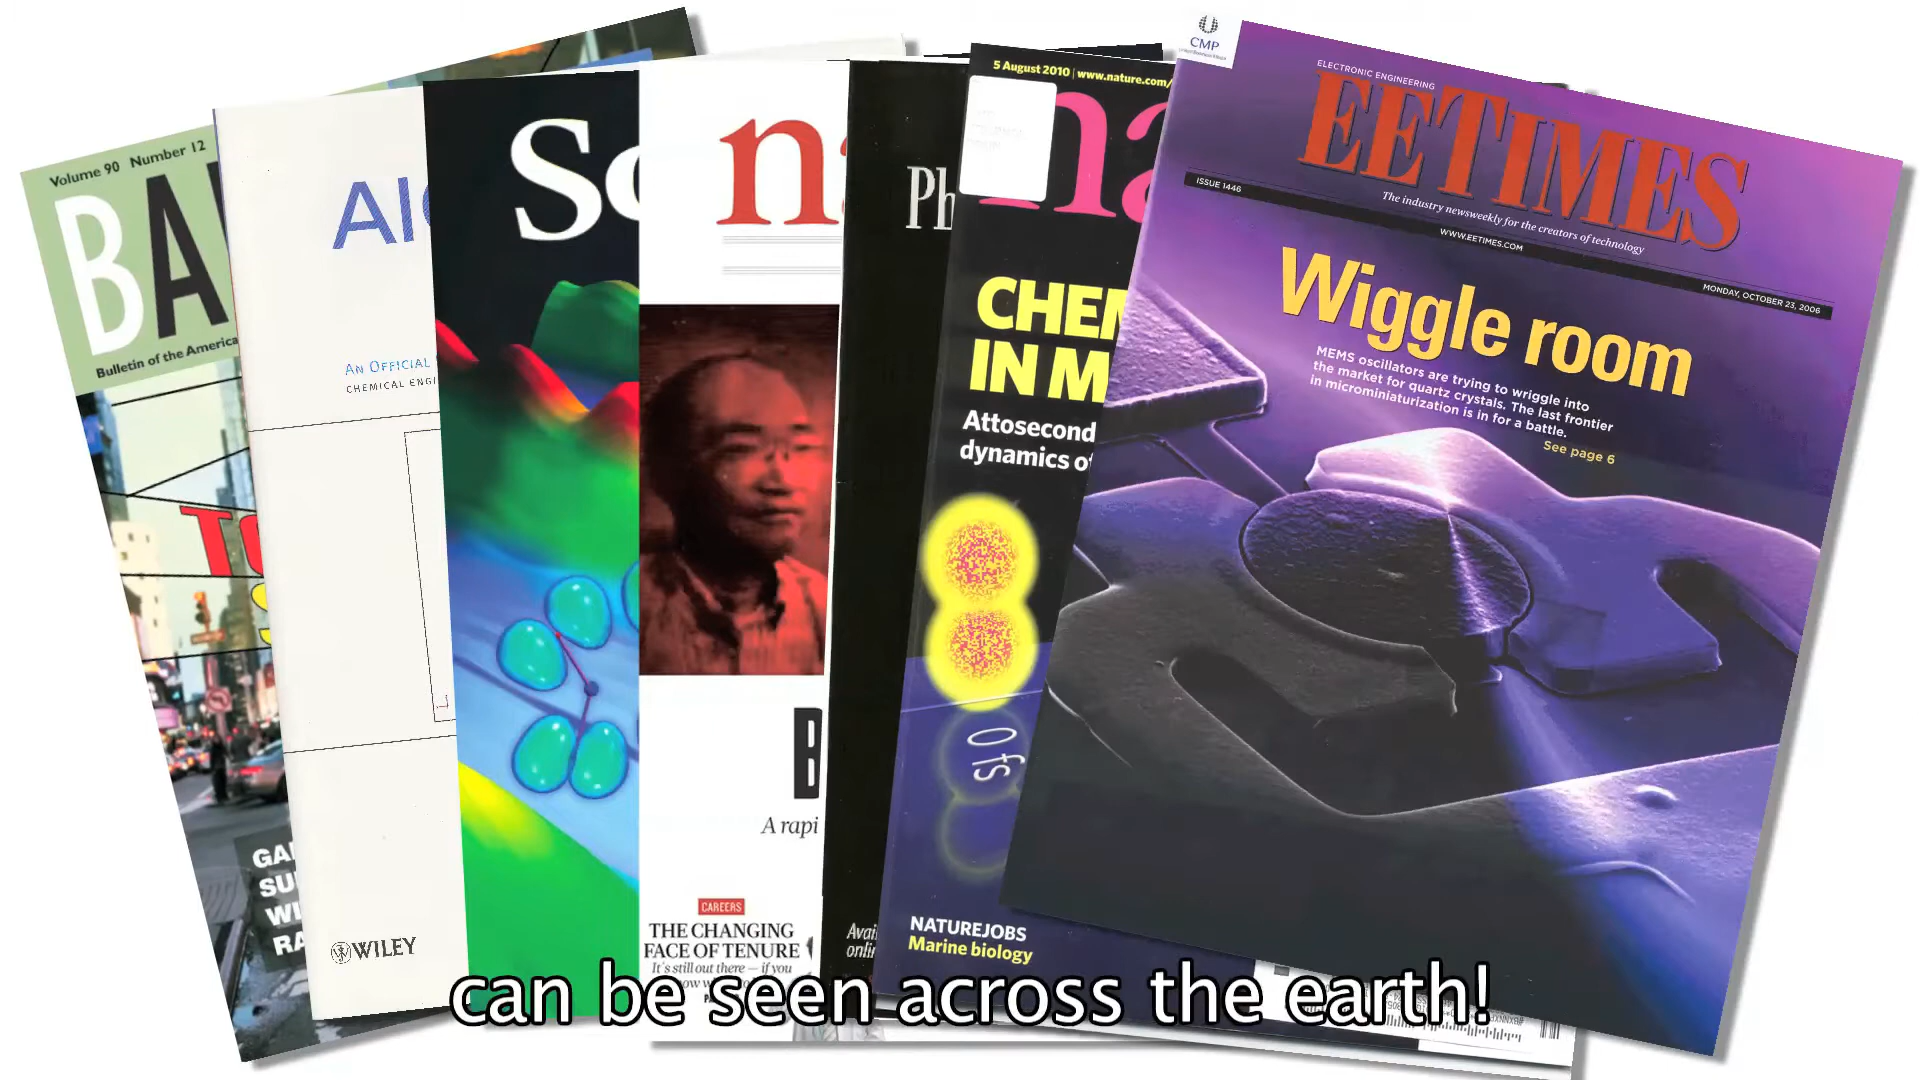 Volume 90 Number 12
BA
Bulletin of the America
TO
GA
SU
WI
RA
AIC
AN OFFICIAL
CHEMICAL ENGI
WILEY
Sc
na
B
A rapi
CAREERS
THE CHANGING
FACE OF TENURE
It's still out there — if you
Ph
Avai
onli
5 August 2010 | www.nature.com/
na
CHEM
IN M
Attosecond
dynamics of
0 fs
NATUREJOBS
Marine biology
CMP
ELECTRONIC ENGINEERING
EETIMES
The industry newsweekly for the creators of technology
ISSUE 1446
WWW.EETIMES.COM
MONDAY, OCTOBER 23, 2006
Wiggle room
MEMS oscillators are trying to wriggle into
the market for quartz crystals. The last frontier
in microminiaturization is in for a battle.
See page 6
can be seen across the earth!